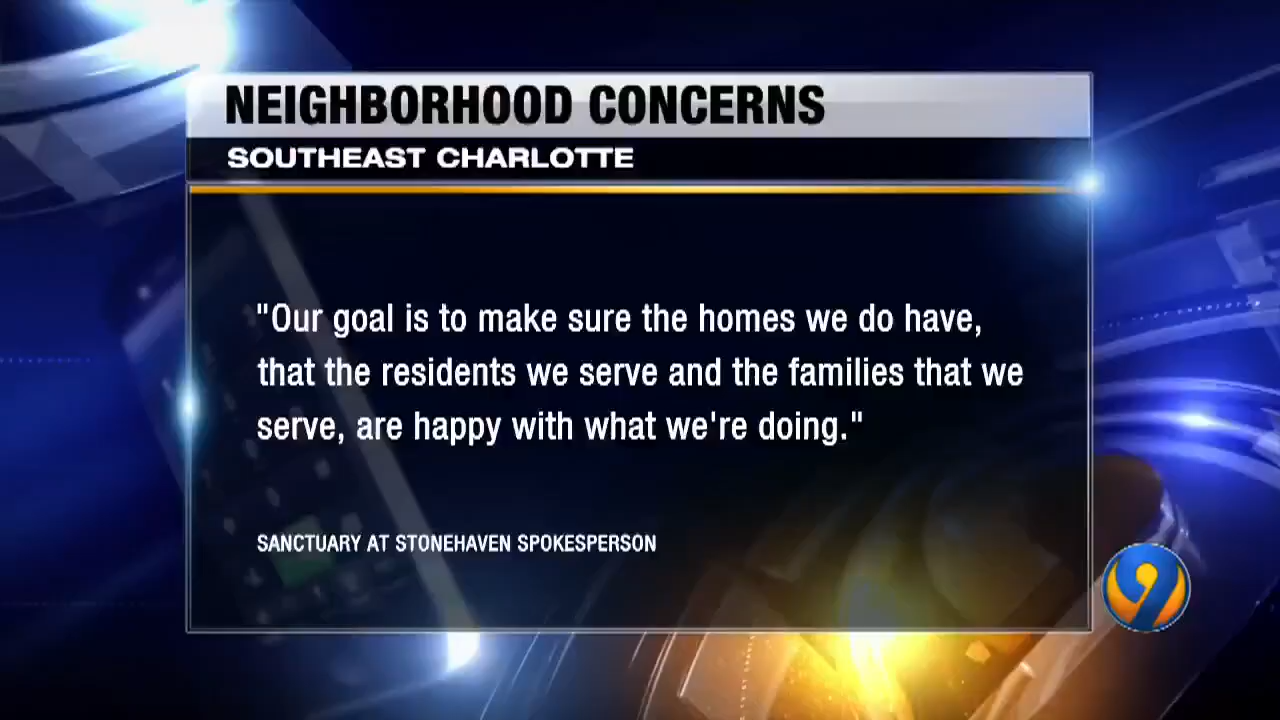 NEIGHBORHOOD CONCERNS
SOUTHEAST CHARLOTTE
"Our goal is to make sure the homes we do have,
that the residents we serve and the families that we
serve, are happy with what we're doing."
SANCTUARY AT STONEHAVEN SPOKESPERSON
9